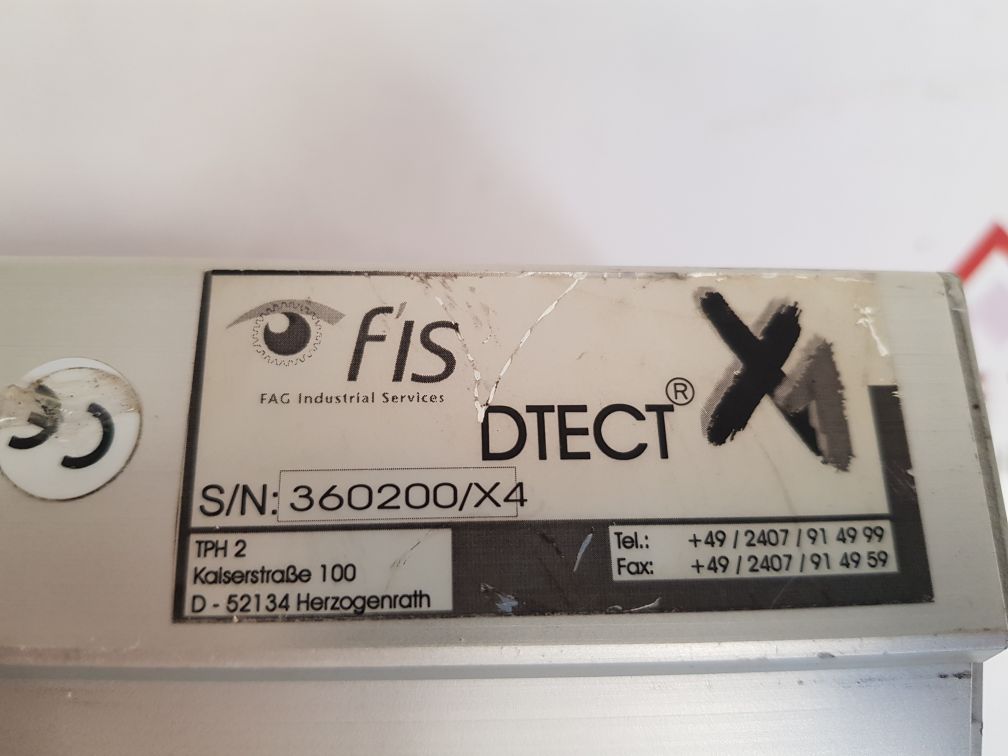 fis
FAG Industrial Services
DTECT® X1
S/N: 360200/X4
TPH 2
Kaiserstraße 100
D - 52134 Herzogenrath
Tel.: +49 / 2407 / 91 49 99
Fax: +49 / 2407 / 91 49 59
CE